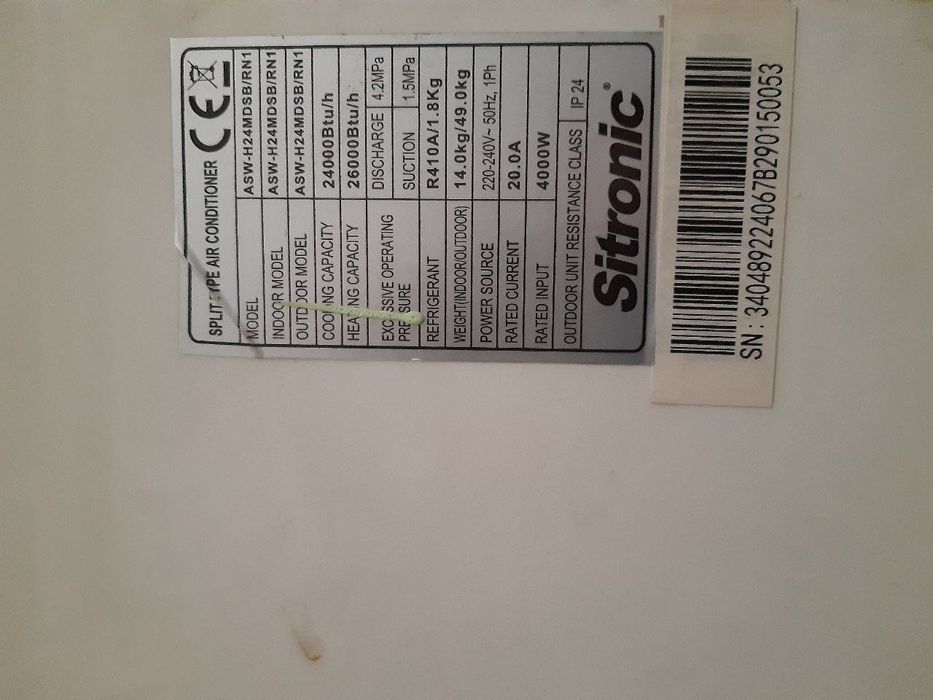 SPLIT TYPE AIR CONDITIONER CE
MODEL ASW-H24MDSB/RN1
INDOOR MODEL ASW-H24MDSB/RN1
OUTDOOR MODEL ASW-H24MDSB/RN1
COOLING CAPACITY 24000Btu/h
HEATING CAPACITY 26000Btu/h
EXCESSIVE OPERATING PRESSURE DISCHARGE 4.2MPa
SUCTION 1.5MPa
REFRIGERANT R410A/1.8Kg
WEIGHT(INDOOR/OUTDOOR) 14.0kg/49.0kg
POWER SOURCE 220-240V~ 50Hz, 1Ph
RATED CURRENT 20.0A
RATED INPUT 4000W
OUTDOOR UNIT RESISTANCE CLASS IP 24
Sitronic®
SN : 3404892224067B290150053